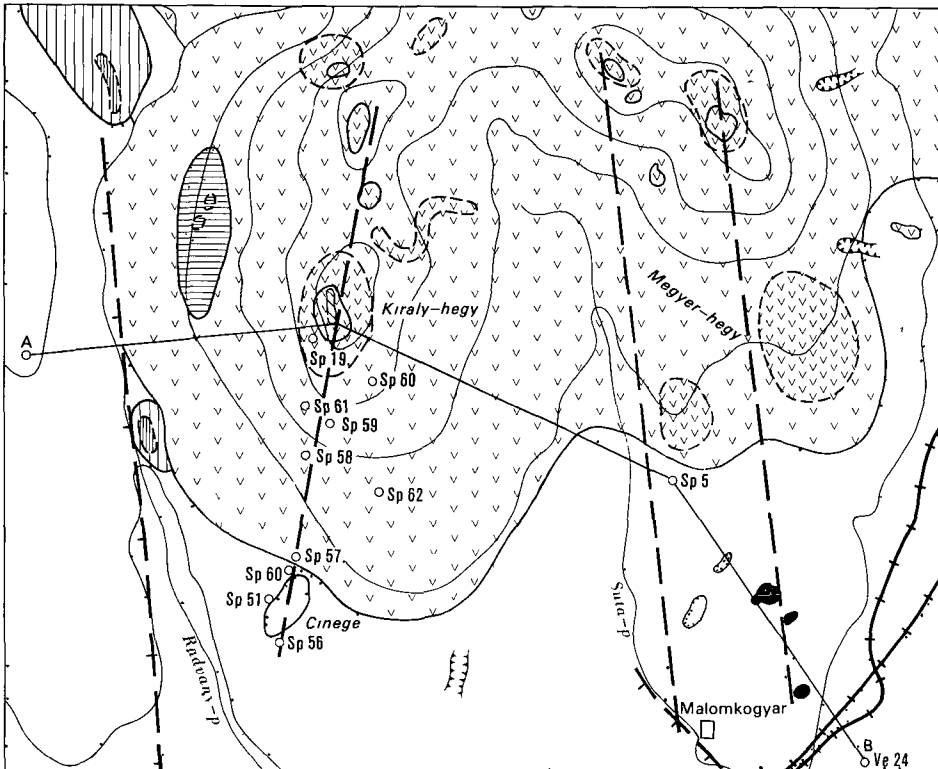 Megyer-hegy
Király-hegy
A
Sp 19
Sp 60
Sp 61
Sp 59
Sp 58
Sp 5
Sp 62
Sp 57
Sp 60
Sp 51
Cinege
Sp 56
Suta-p
Radvany-p
Malomkogyar
B
Ve 24